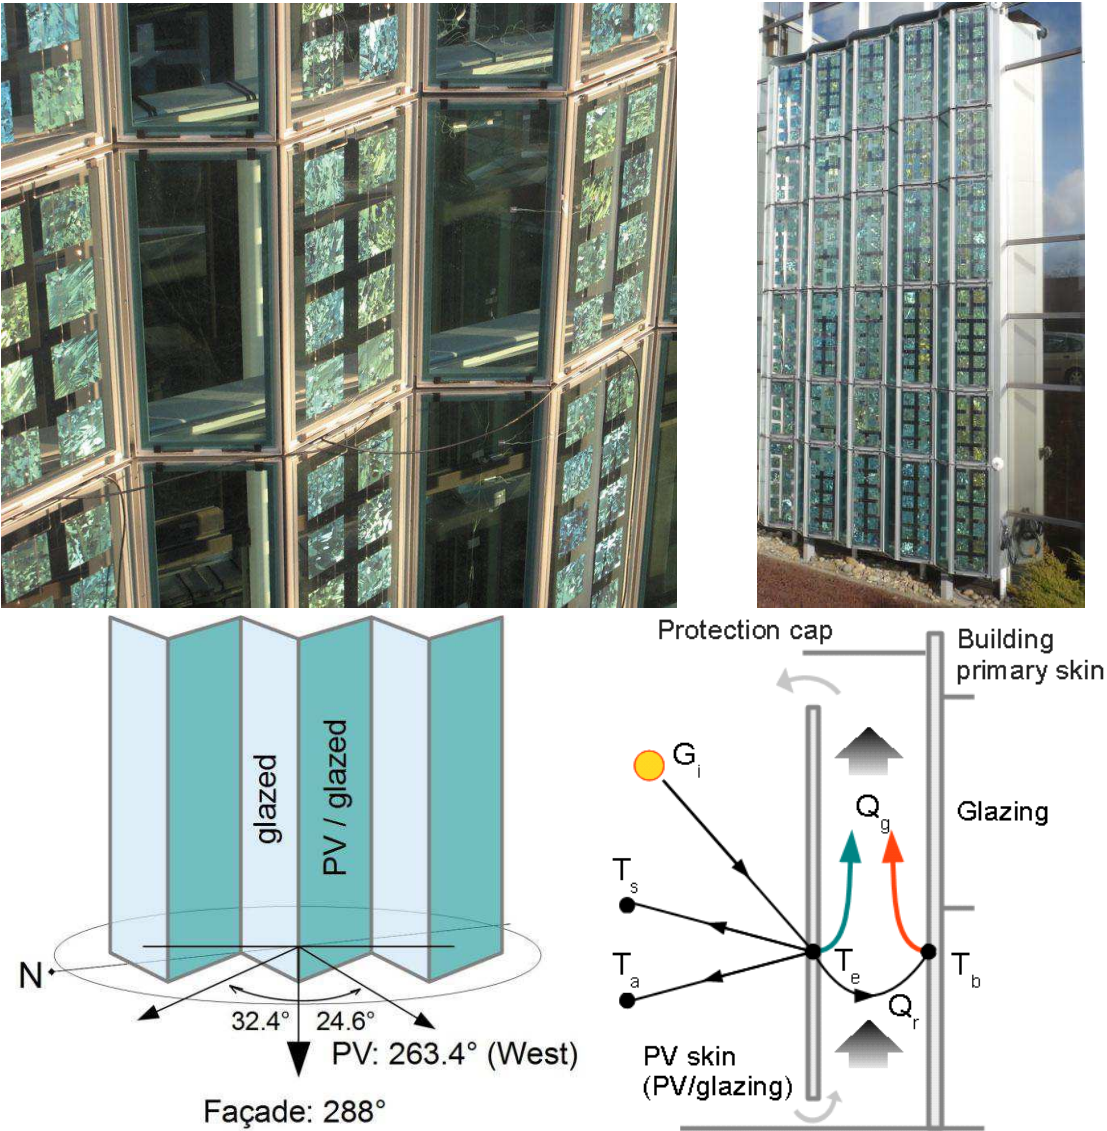 glazed
PV / glazed
N
32.4° 24.6°
PV: 263.4° (West)
Façade: 288°
Protection cap
Building
primary skin
G i
Q g
Glazing
T s
T a
T e
T b
Q r
PV skin
(PV/glazing)